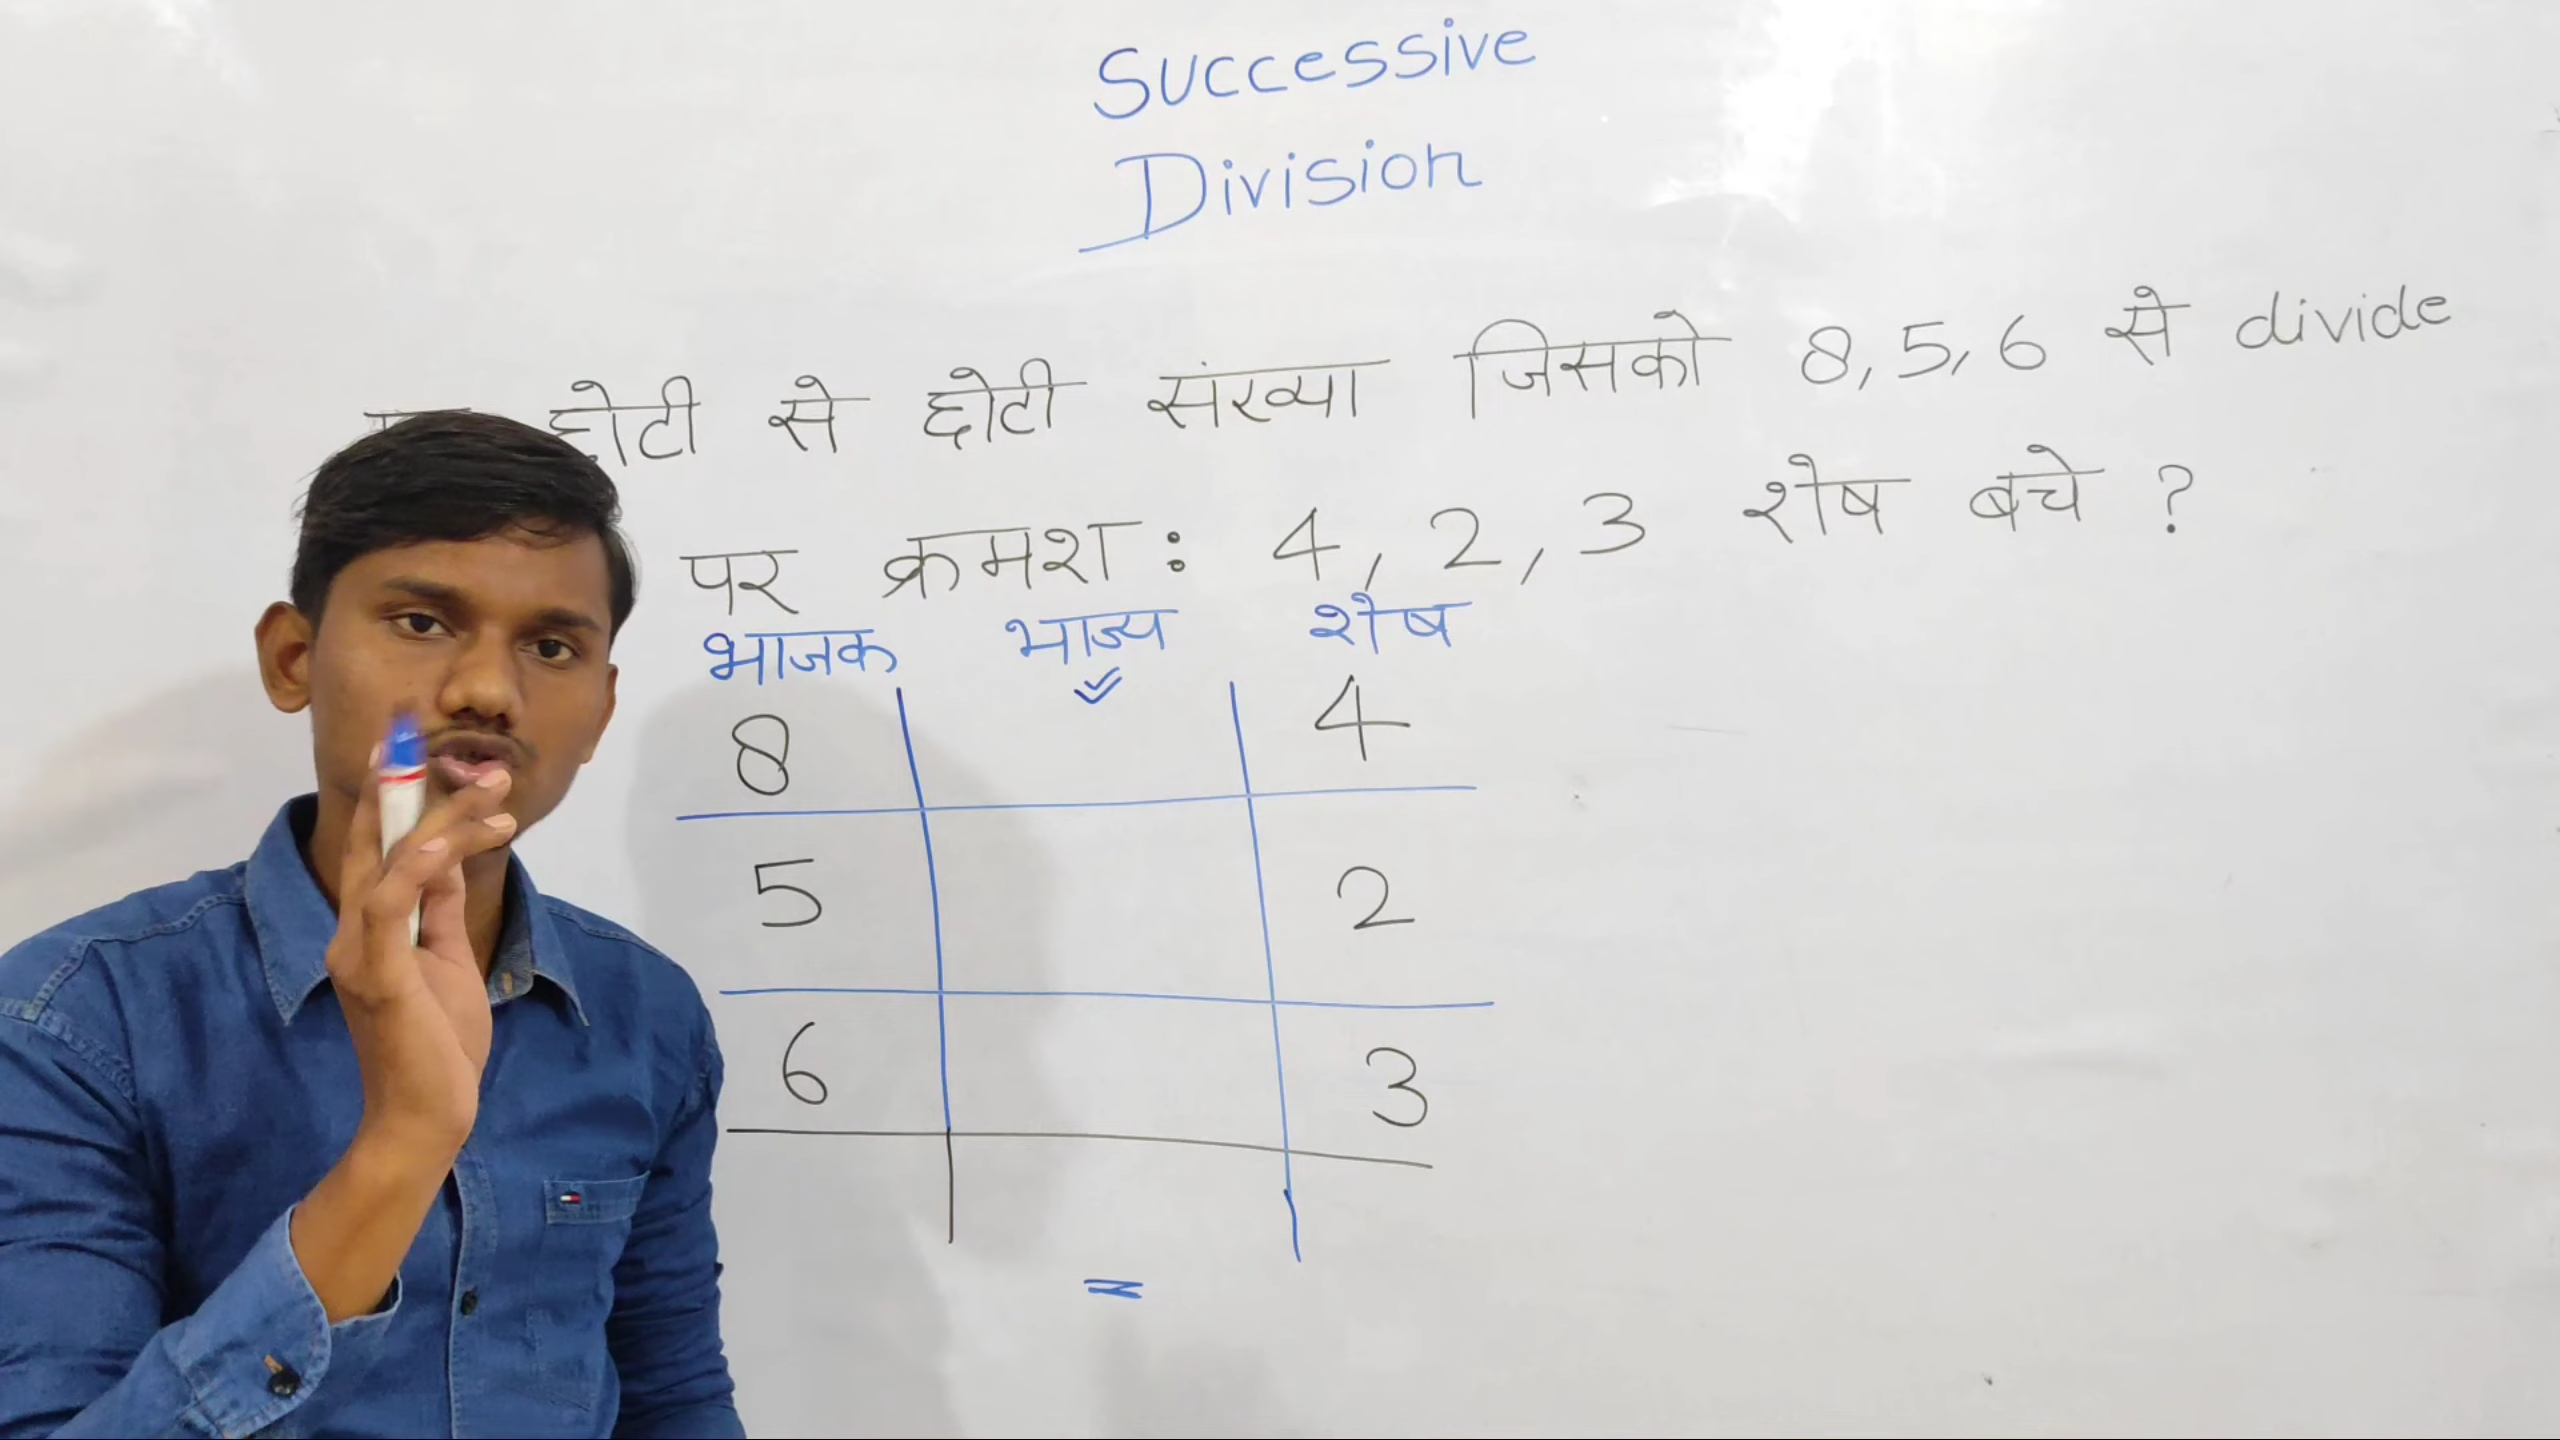 Successive
Division
छोटी से छोटी संख्या जिसको 8, 5, 6 से divide
पर क्रमश: 4, 2, 3 शेष बचे ?
भाजक भाज्य शेष
8 4
5 2
6 3
=